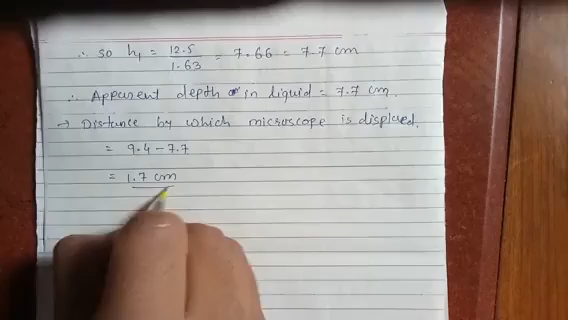 ∴ so h₁ = 12.5/1.63 = 7.66 = 7.7 cm
∴ Apparent depth in liquid = 7.7 cm.
→ Distance by which microscope is displaced.
= 9.4 - 7.7
= 1.7 cm